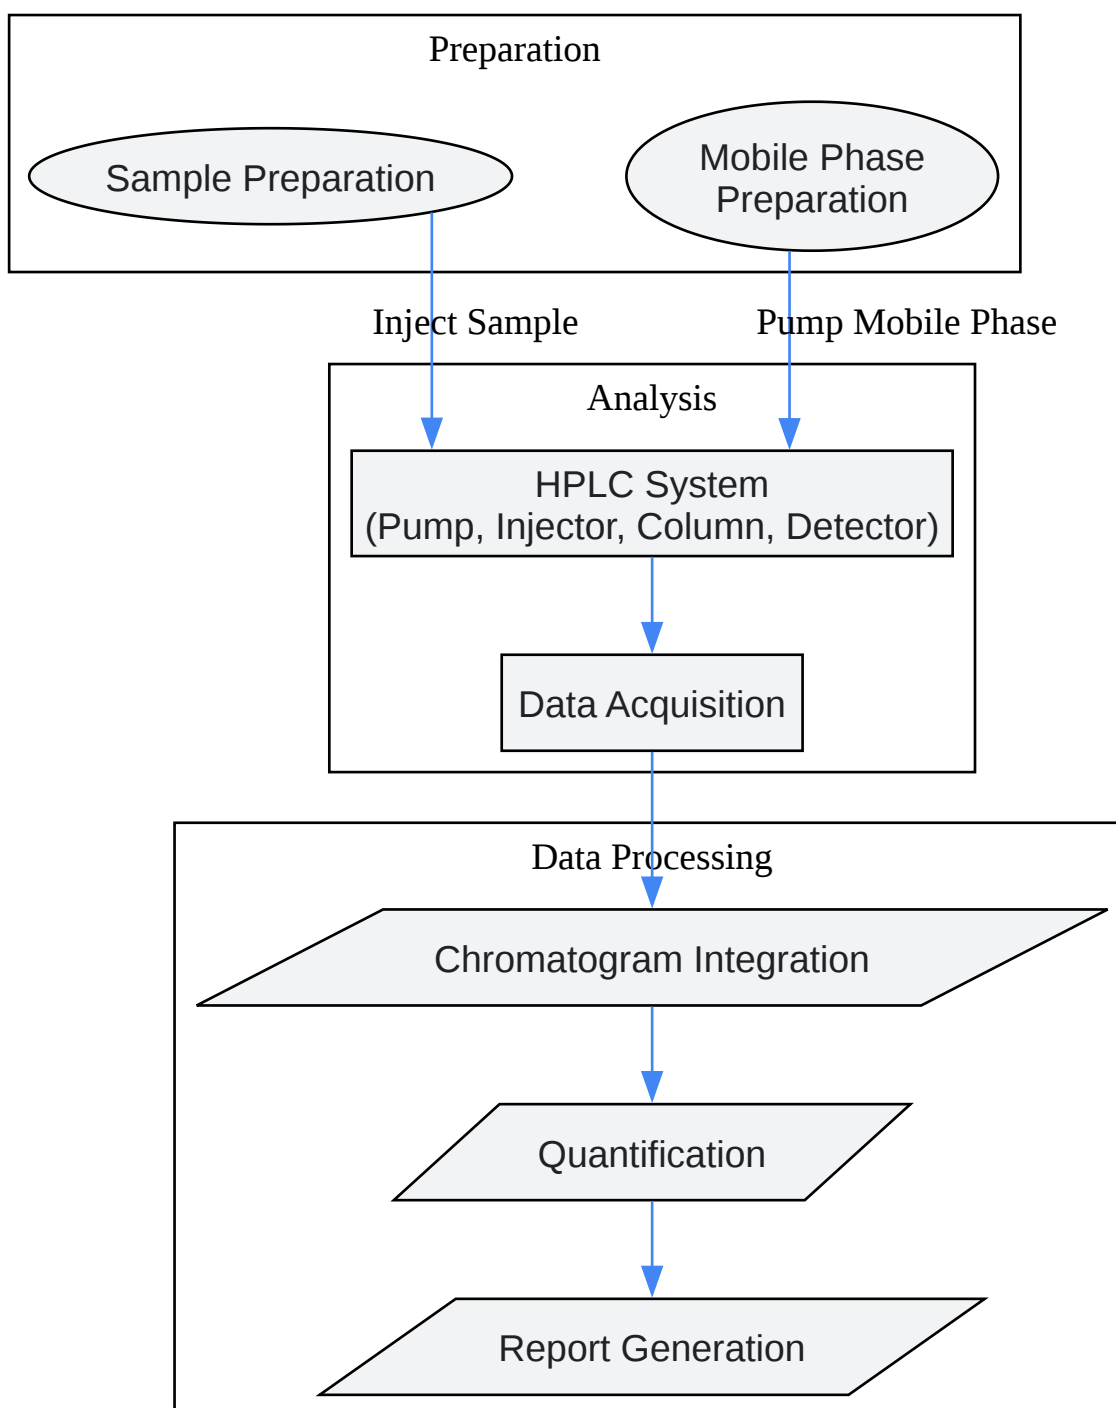 Preparation
Sample Preparation
Mobile Phase
Preparation
Inject Sample
Pump Mobile Phase
Analysis
HPLC System
(Pump, Injector, Column, Detector)
Data Acquisition
Data Processing
Chromatogram Integration
Quantification
Report Generation